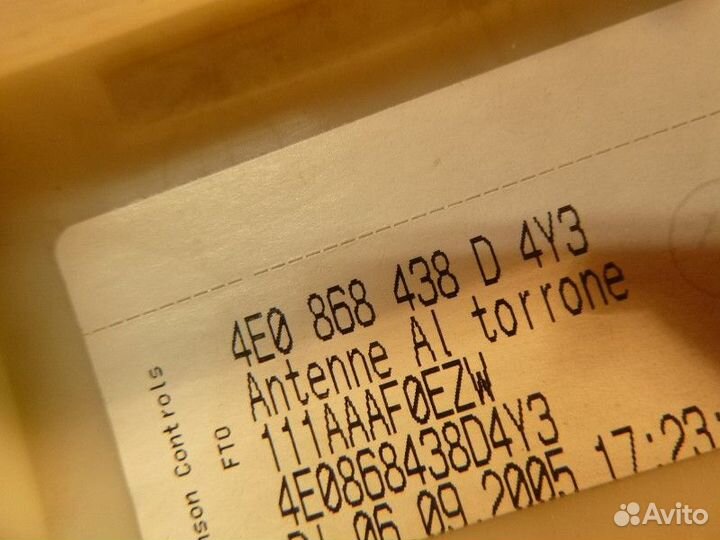 4E0 868 438 D 4Y3
Antenne Al torrone
111AAAF0EZW
4E0868438D4Y3
06.09.2005 17:23
FTO
son Controls
Avito